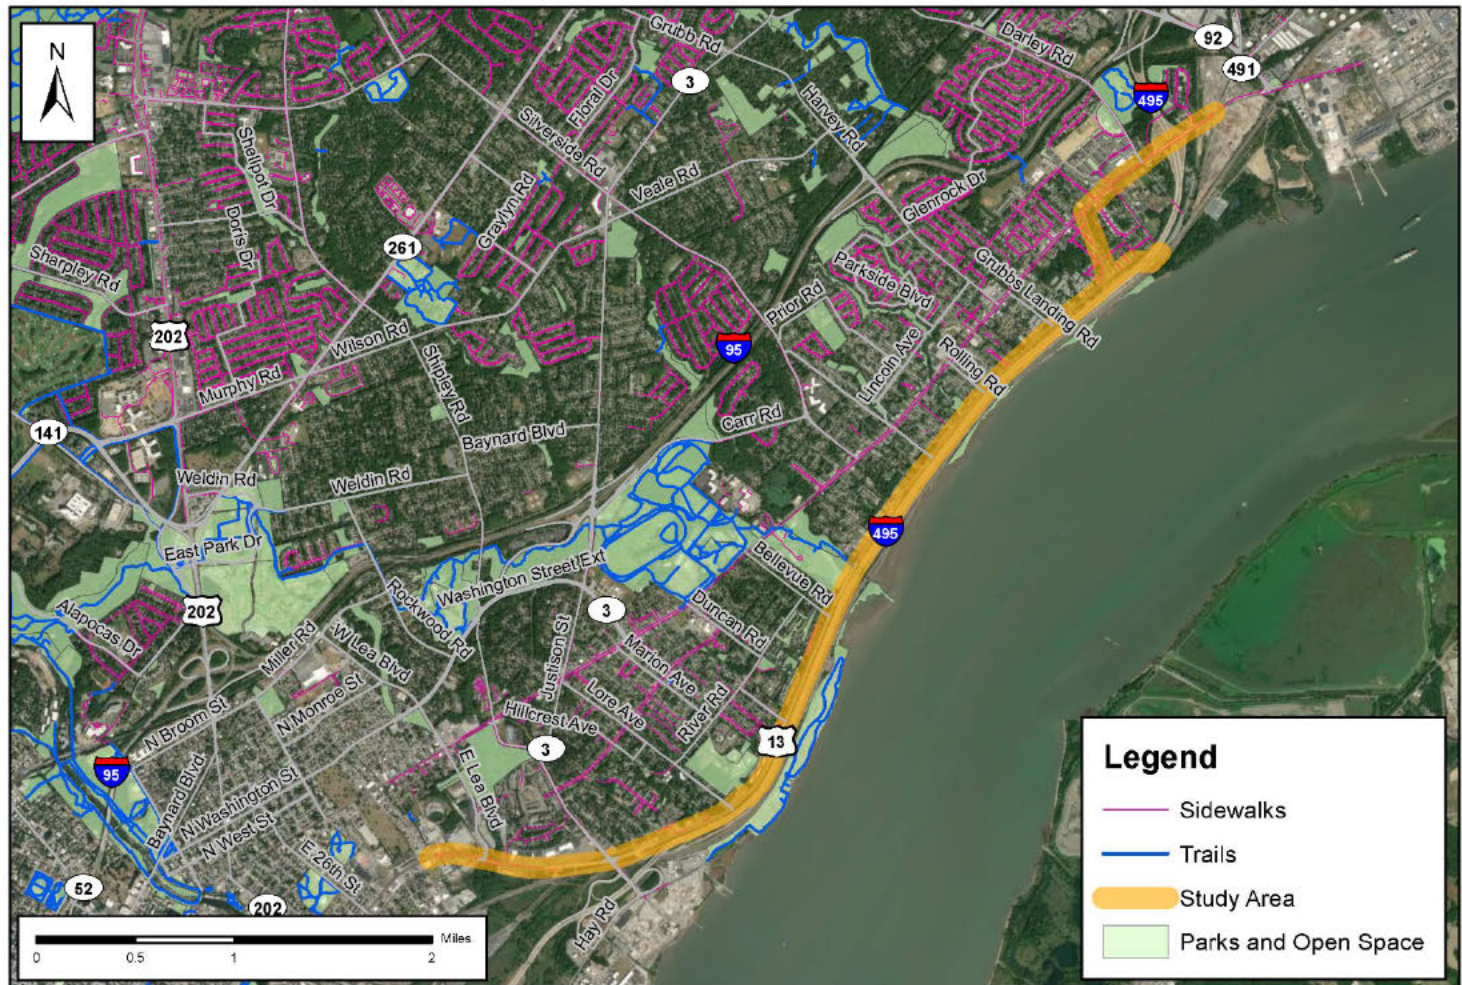 N
Grubb Rd
Darley Rd
92
491
3
495
Floral Dr
Harvey Rd
Silverside Rd
Shellpot Dr
Veale Rd
Graylyn Rd
Glenrock Dr
Doris Dr
261
Sharpley Rd
Parkside Blvd
Grubbs Landing Rd
Prior Rd
202
Wilson Rd
95
Lincoln Ave
Rolling Rd
Shipley Rd
Murphy Rd
Carr Rd
141
Baynard Blvd
Weldin Rd
Weldin Rd
495
East Park Dr
Washington Street Ext
Bellevue Rd
Rockwood Rd
202
3
Alapocas Dr
Duncan Rd
Miller Rd
W Lea Blvd
Justison St
Marion Ave
N Monroe St
Lore Ave
River Rd
N Broom St
Hillcrest Ave
3
13
95
E Lea Blvd
Baynard Blvd
N Washington St
N West St
E 26th St
52
202
Hay Rd
Legend
Sidewalks
Trails
Study Area
Parks and Open Space
Miles
0 0.5 1 2